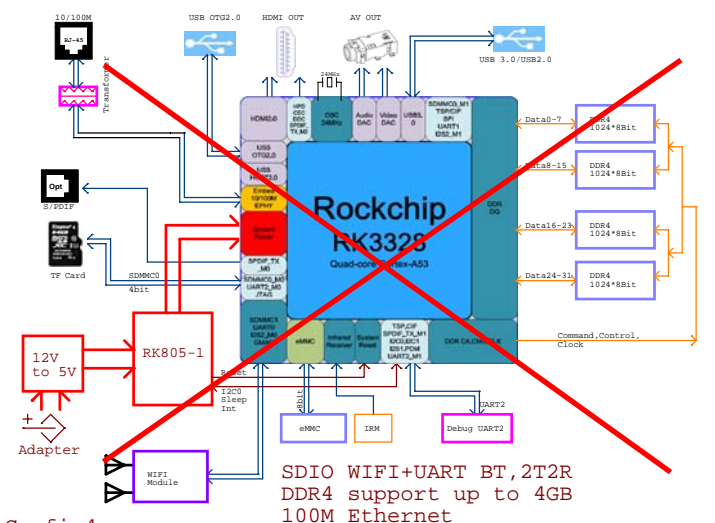 10/100M
RJ-45
Transformer
USB OTG2.0
HDMI OUT
AV OUT
USB 3.0/USB2.0
24MHz
HDMI2.0
HPD
CEC
DDC
SPDIF_
TX_M2
OSC
24MHz
Audio
DAC
Video
DAC
USB3.
0
SDMMC0_M1
TSP/CIF
SPI
UART1
I2S2_M1
USB
OTG2.0
USB
HOST2.0
Embed
10/100M
EPHY
System
Power
SPDIF_TX
_M0
SDMMC0_M0
UART2_M0
JTAG
SDMMC1
UART0
I2S2_M0
GMAC
Rockchip
RK3328
Quad-core Cortex-A53
DDR
DQ
eMMC
Infrared
Receiver
System
Reset
TSP,CIF
SPDIF_TX_M1
I2C0,I2C1
I2S1,PDM
UART2_M1
DDR CA,CMD,CLK
Data0-7
DDR4
1024*8Bit
Data8-15
DDR4
1024*8Bit
Data16-23
DDR4
1024*8Bit
Data24-31
DDR4
1024*8Bit
Command,Control,
Clock
Opt
S/PDIF
TF Card
SDMMC0
4bit
12V
to 5V
RK805-1
Reset
I2C0
Sleep
Int
+
Adapter
8bit
eMMC
IRM
UART2
Debug UART2
WIFI
Module
SDIO WIFI+UART BT,2T2R
DDR4 support up to 4GB
100M Ethernet